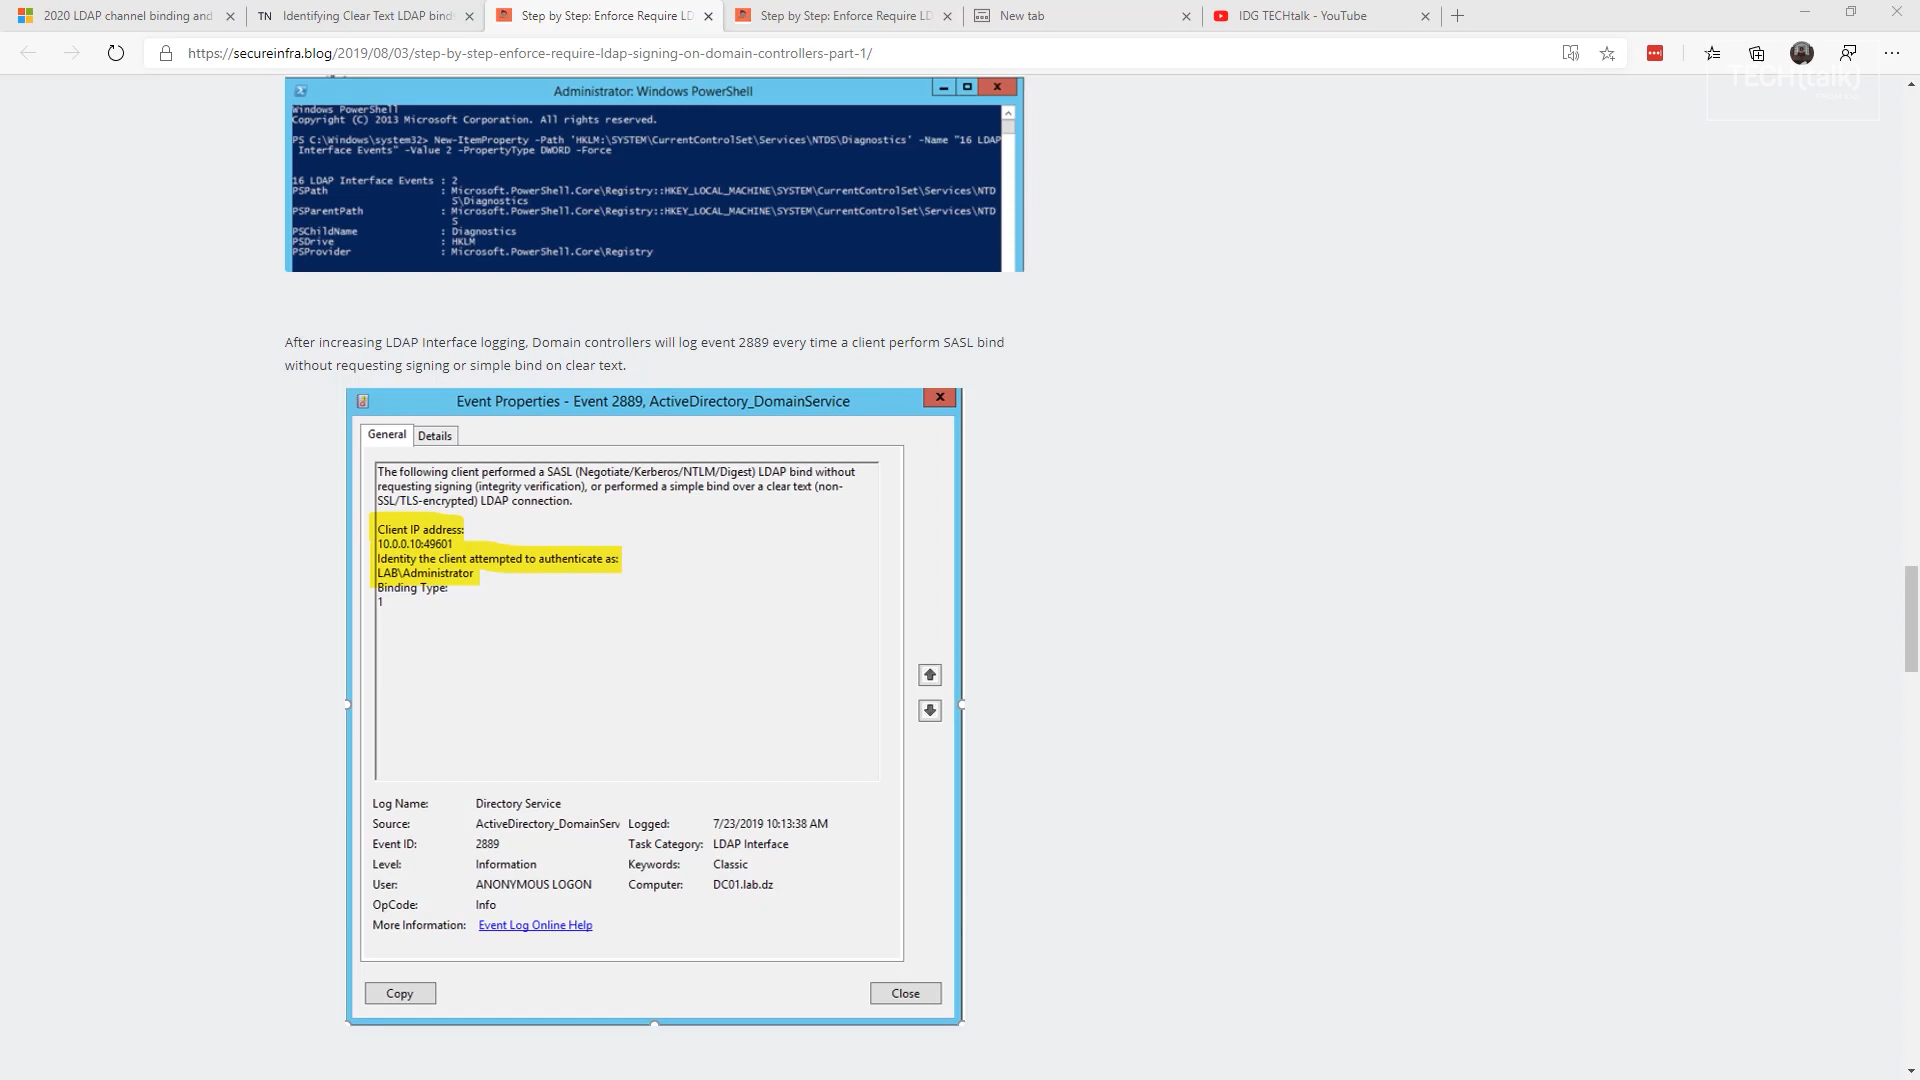 2020 LDAP channel binding and
TN Identifying Clear Text LDAP binds
Step by Step: Enforce Require LD
Step by Step: Enforce Require LD
New tab
IDG TECHtalk - YouTube
https://secureinfra.blog/2019/08/03/step-by-step-enforce-require-ldap-signing-on-domain-controllers-part-1/
TECH(talk)
Administrator: Windows PowerShell
Windows PowerShell
Copyright (C) 2013 Microsoft Corporation. All rights reserved.
PS C:\Windows\system32> New-ItemProperty -Path 'HKLM:\SYSTEM\CurrentControlSet\Services\NTDS\Diagnostics' -Name "16 LDAP
Interface Events" -Value 2 -PropertyType DWORD -Force
16 LDAP Interface Events : 2
PSPath : Microsoft.PowerShell.Core\Registry::HKEY_LOCAL_MACHINE\SYSTEM\CurrentControlSet\Services\NTD
S\Diagnostics
PSParentPath : Microsoft.PowerShell.Core\Registry::HKEY_LOCAL_MACHINE\SYSTEM\CurrentControlSet\Services\NTD
S
PSChildName : Diagnostics
PSDrive : HKLM
PSProvider : Microsoft.PowerShell.Core\Registry
After increasing LDAP Interface logging, Domain controllers will log event 2889 every time a client perform SASL bind
without requesting signing or simple bind on clear text.
Event Properties - Event 2889, ActiveDirectory_DomainService
General Details
The following client performed a SASL (Negotiate/Kerberos/NTLM/Digest) LDAP bind without
requesting signing (integrity verification), or performed a simple bind over a clear text (non-
SSL/TLS-encrypted) LDAP connection.
Client IP address:
10.0.0.10:49601
Identity the client attempted to authenticate as:
LAB\Administrator
Binding Type:
1
Log Name: Directory Service
Source: ActiveDirectory_DomainServ Logged: 7/23/2019 10:13:38 AM
Event ID: 2889 Task Category: LDAP Interface
Level: Information Keywords: Classic
User: ANONYMOUS LOGON Computer: DC01.lab.dz
OpCode: Info
More Information: Event Log Online Help
Copy Close